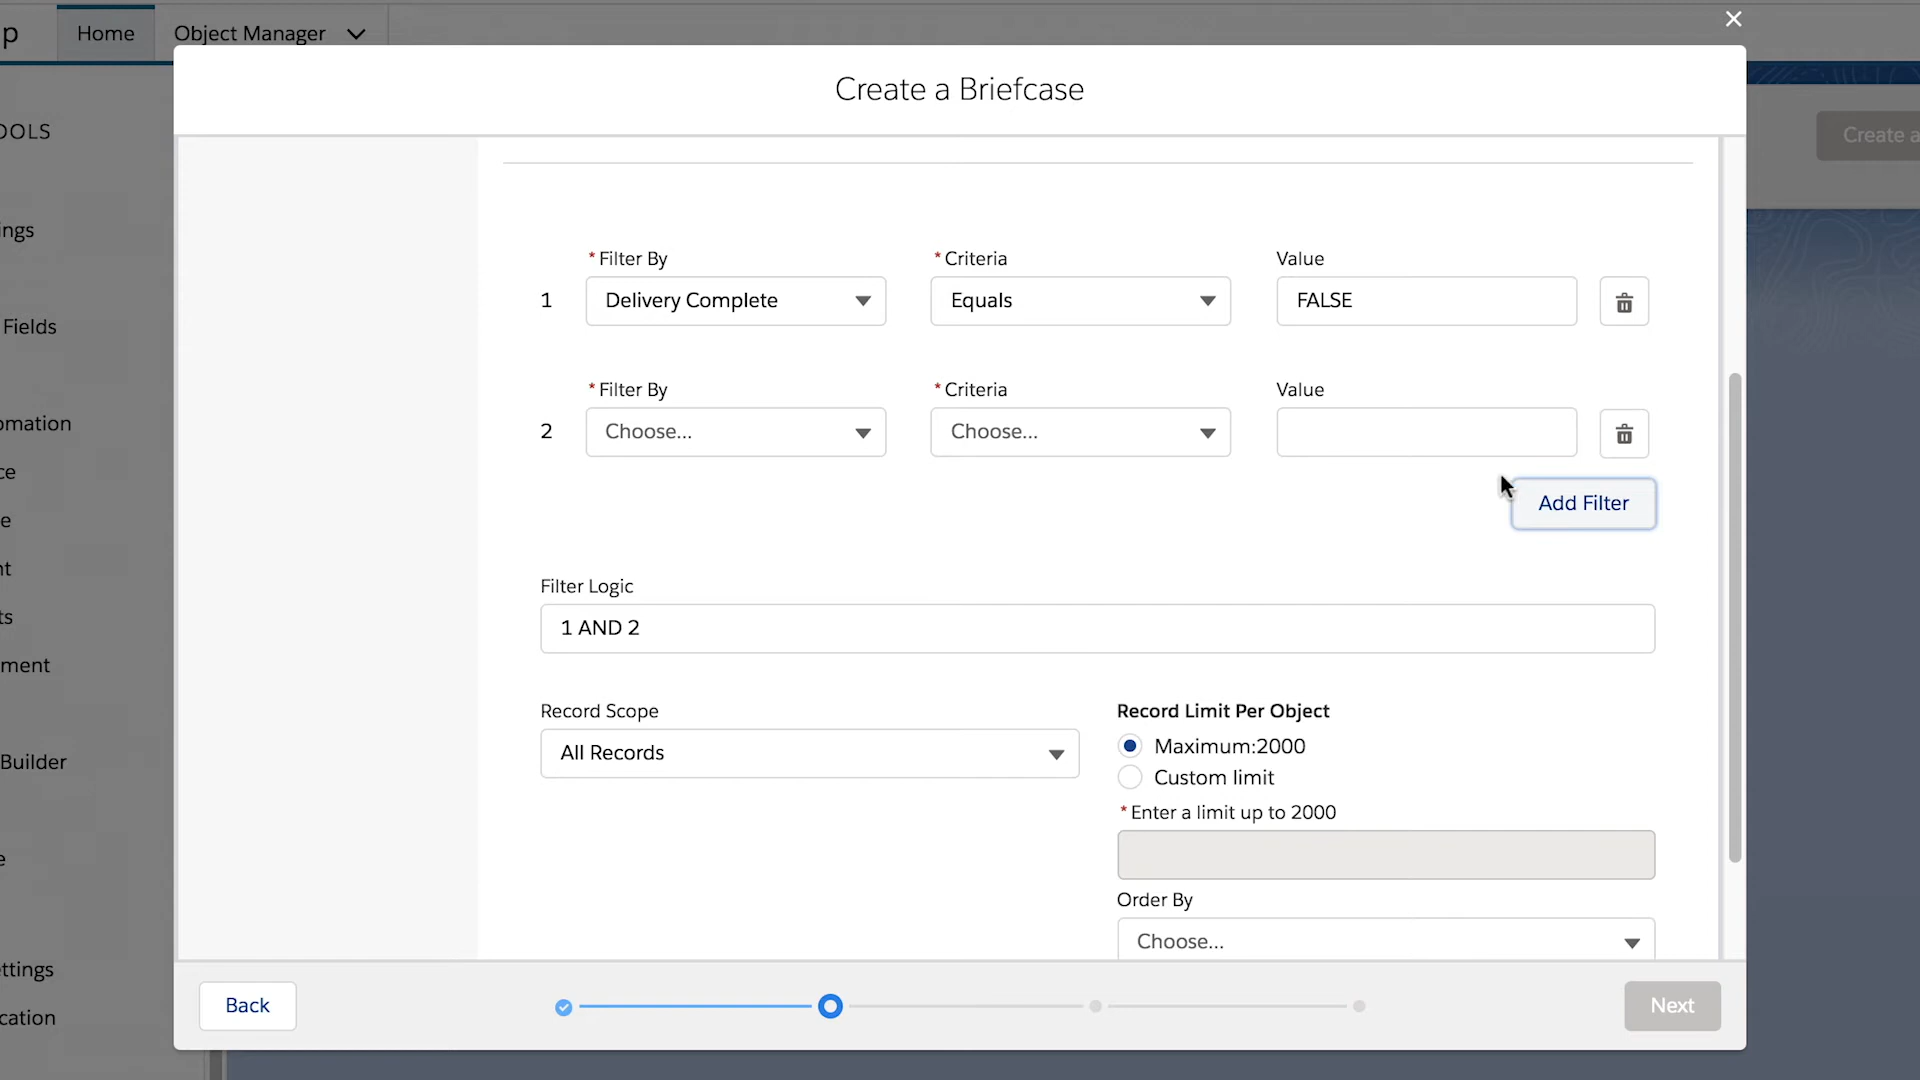 p Home Object Manager
Create a Briefcase
OOLS
Create a
ings
* Filter By * Criteria Value
1 Delivery Complete Equals FALSE
Fields
* Filter By * Criteria Value
omation
2 Choose... Choose...
ce
Add Filter
e
nt
Filter Logic
ts
1 AND 2
ment
Record Scope Record Limit Per Object
All Records Maximum:2000
Builder
Custom limit
* Enter a limit up to 2000
e
Order By
Choose...
ettings
Back Next
cation